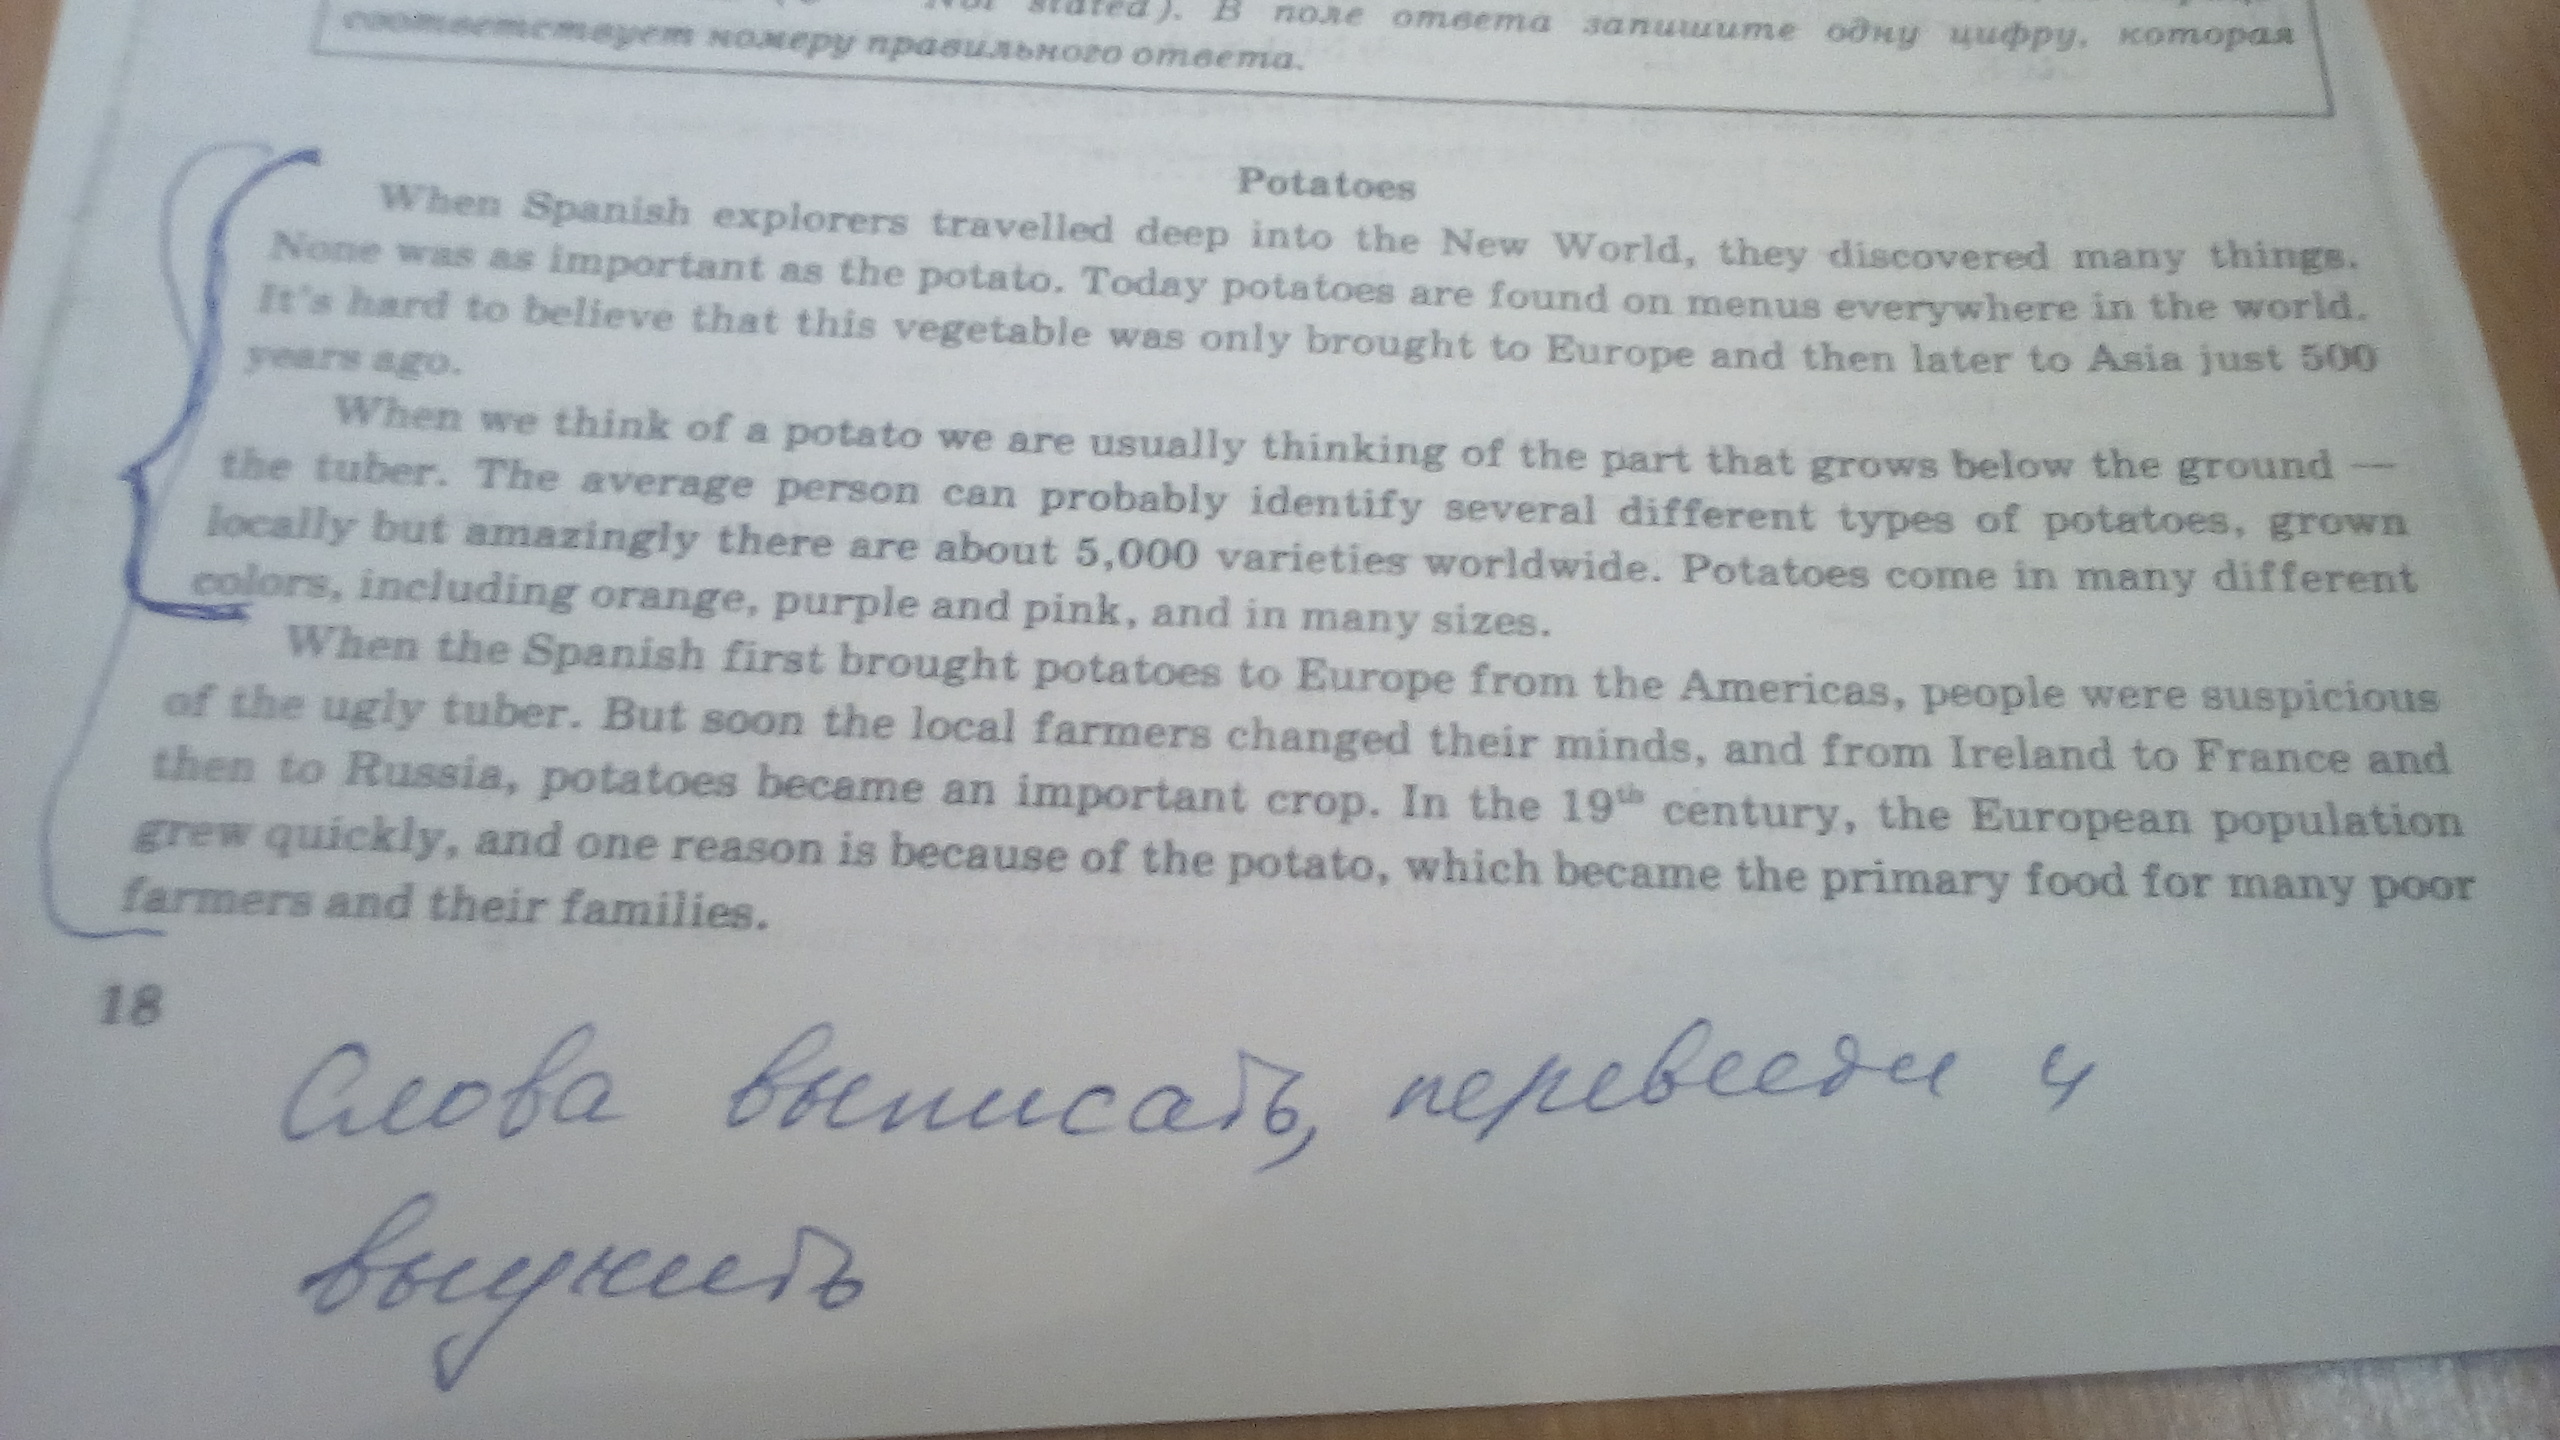 Not stated). В поле ответа запишите одну цифру, которая
соответствует номеру правильного ответа.
Potatoes
When Spanish explorers travelled deep into the New World, they discovered many things.
None was as important as the potato. Today potatoes are found on menus everywhere in the world.
It's hard to believe that this vegetable was only brought to Europe and then later to Asia just 500
years ago.
When we think of a potato we are usually thinking of the part that grows below the ground —
the tuber. The average person can probably identify several different types of potatoes, grown
locally but amazingly there are about 5,000 varieties worldwide. Potatoes come in many different
colors, including orange, purple and pink, and in many sizes.
When the Spanish first brought potatoes to Europe from the Americas, people were suspicious
of the ugly tuber. But soon the local farmers changed their minds, and from Ireland to France and
then to Russia, potatoes became an important crop. In the 19th century, the European population
grew quickly, and one reason is because of the potato, which became the primary food for many poor
farmers and their families.
18
Слова выписать, перевести и
выучить